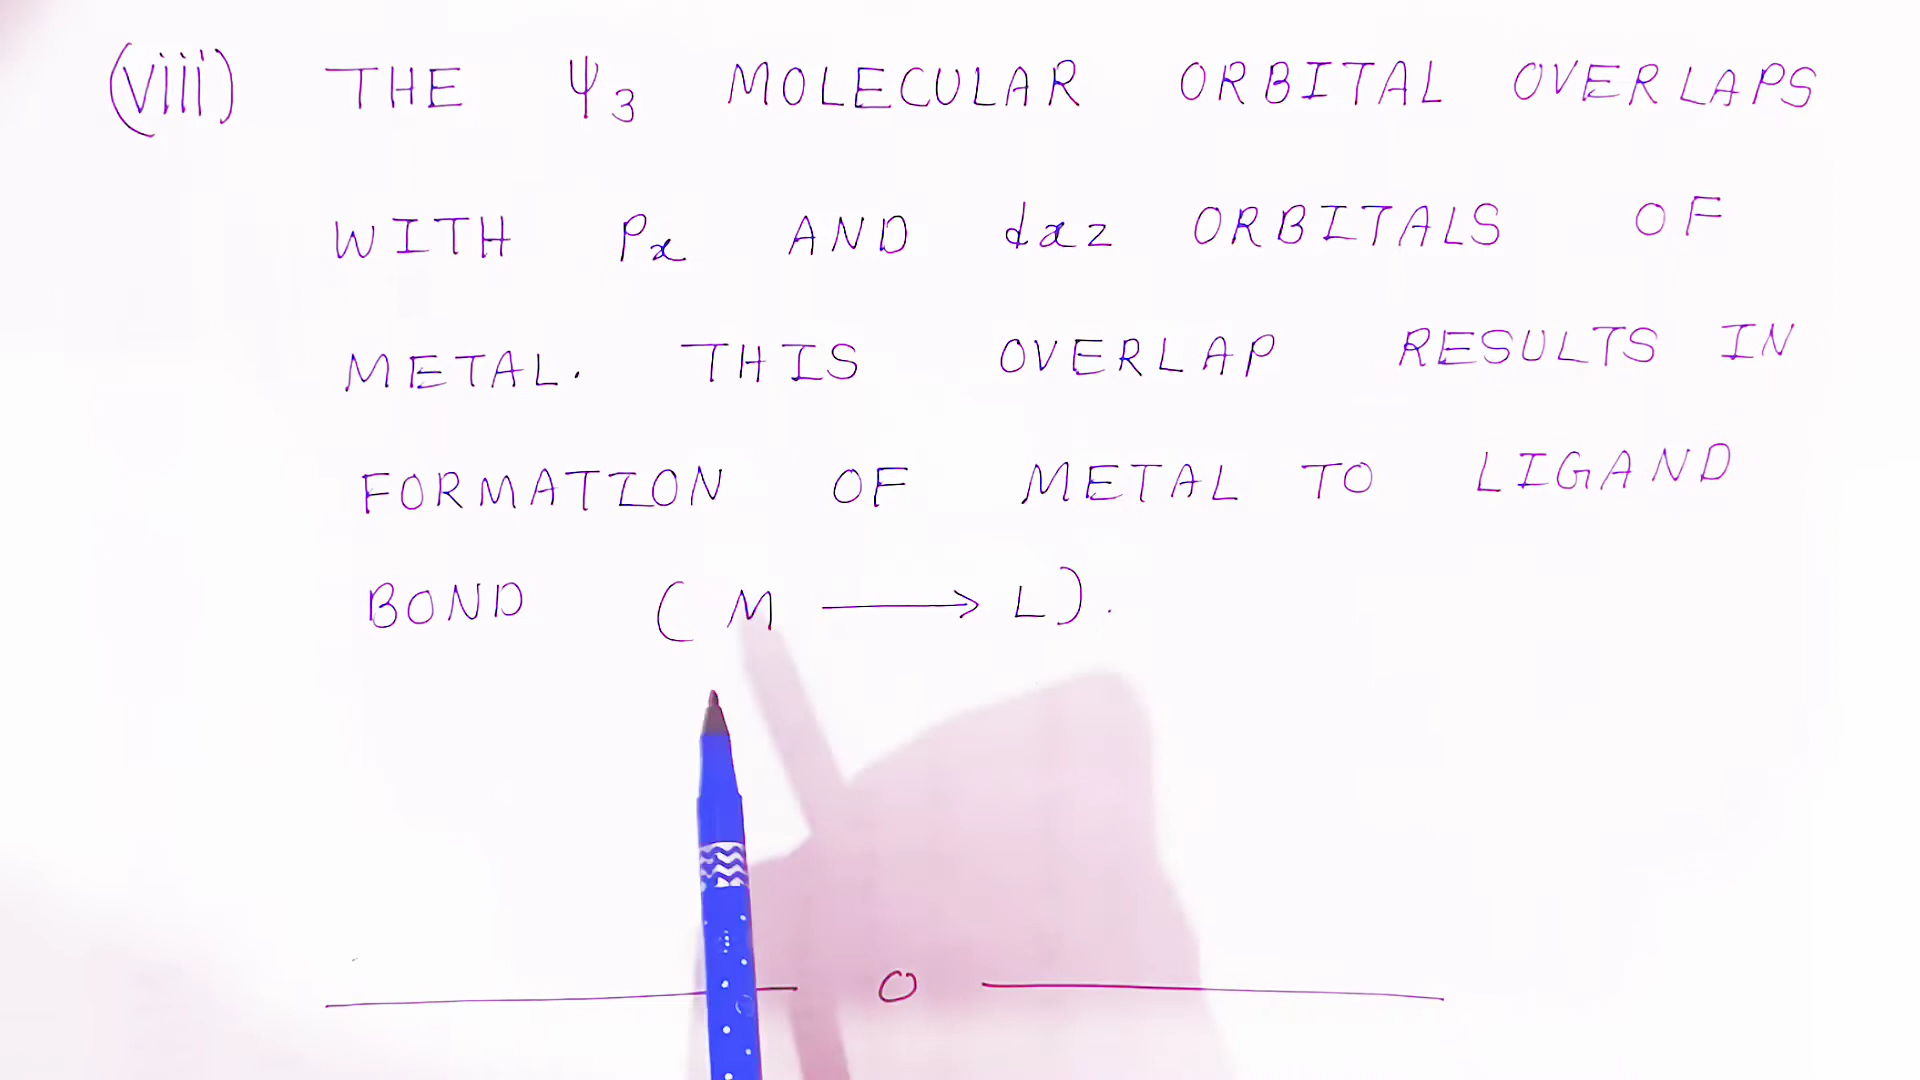 (viii) THE Ψ3 MOLECULAR ORBITAL OVERLAPS
WITH Px AND dxz ORBITALS OF
METAL. THIS OVERLAP RESULTS IN
FORMATION OF METAL TO LIGAND
BOND ( M ⟶ L ).
O